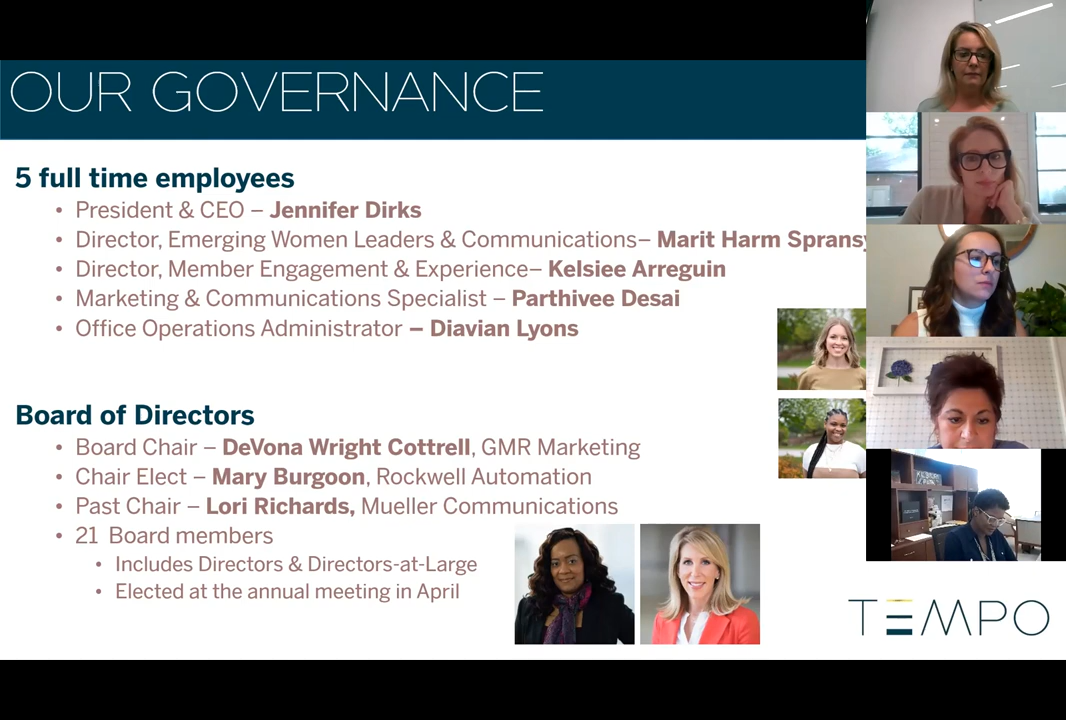 OUR GOVERNANCE
5 full time employees
• President & CEO – Jennifer Dirks
• Director, Emerging Women Leaders & Communications– Marit Harm Sprans
• Director, Member Engagement & Experience– Kelsiee Arreguin
• Marketing & Communications Specialist – Parthivee Desai
• Office Operations Administrator – Diavian Lyons
Board of Directors
• Board Chair – DeVona Wright Cottrell, GMR Marketing
• Chair Elect – Mary Burgoon, Rockwell Automation
• Past Chair – Lori Richards, Mueller Communications
• 21 Board members
• Includes Directors & Directors-at-Large
• Elected at the annual meeting in April
TEMPO